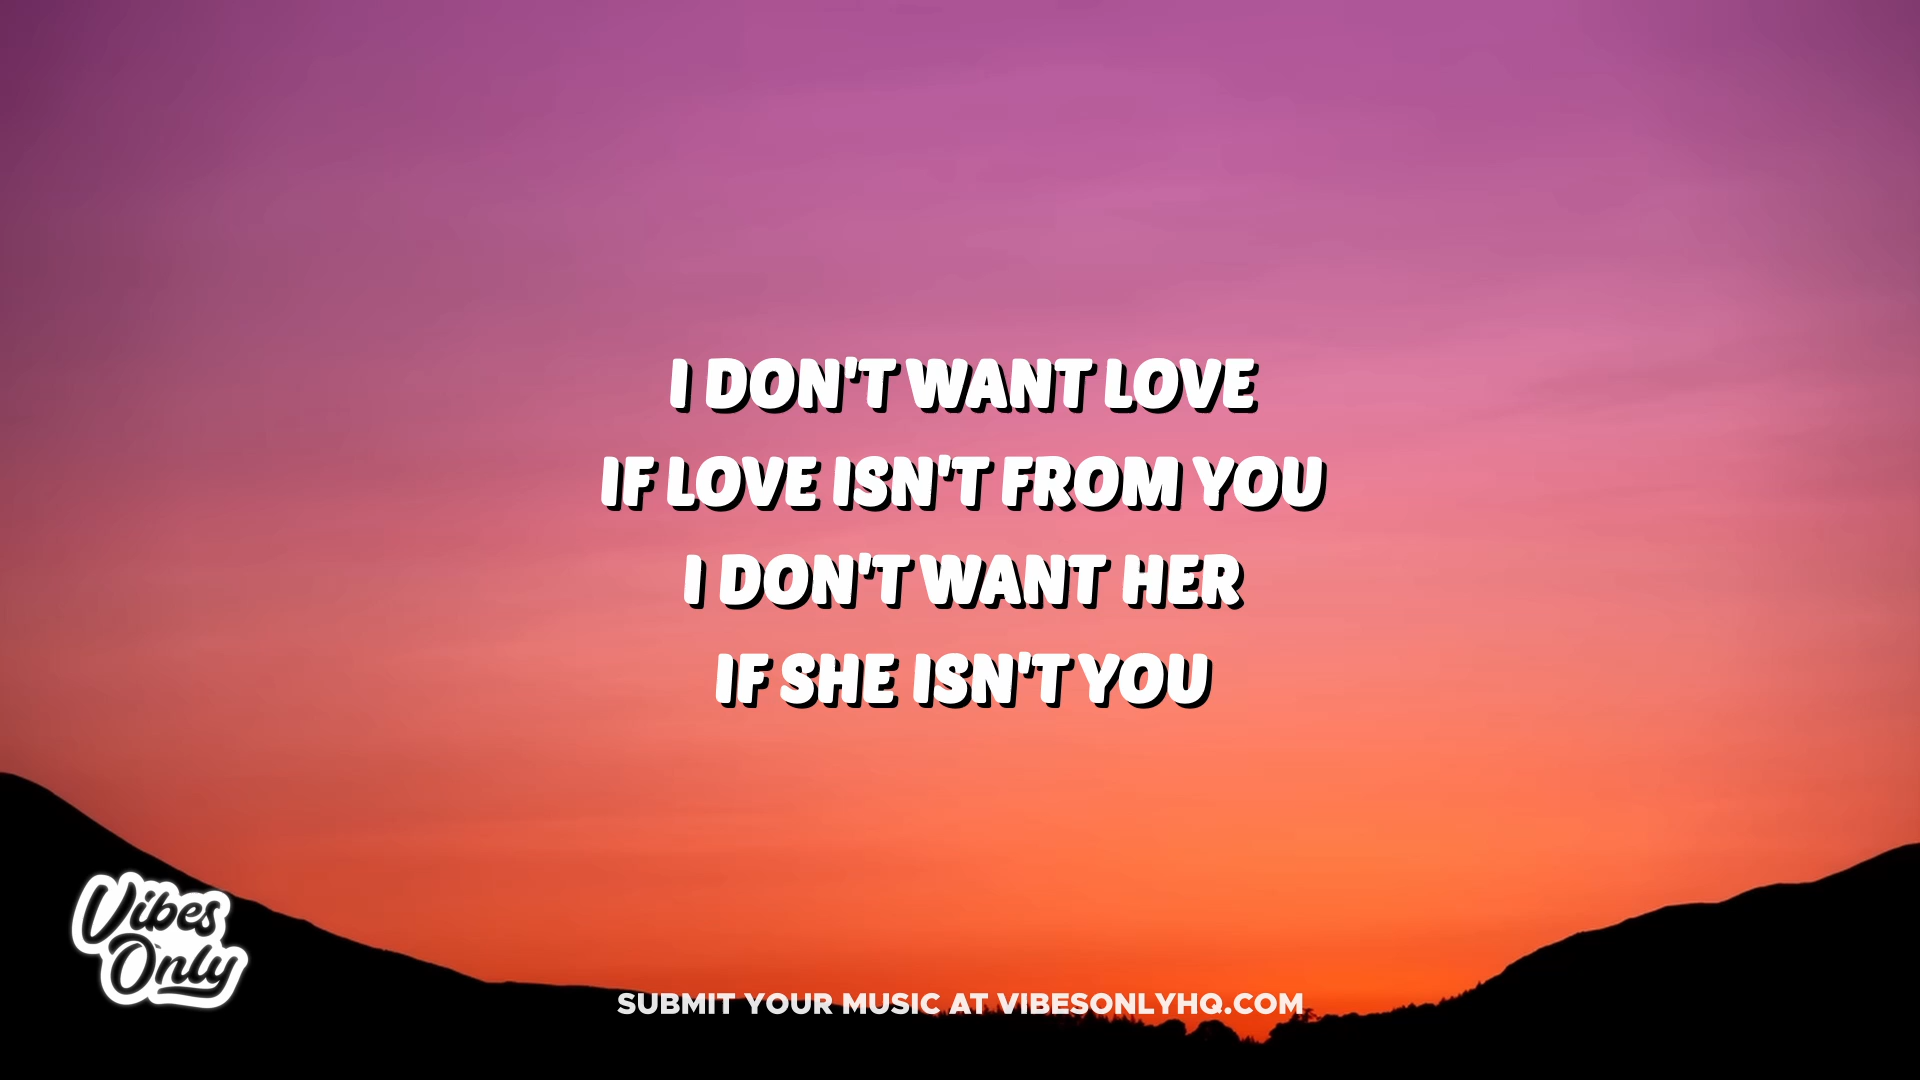 I DON'T WANT LOVE
IF LOVE ISN'T FROM YOU
I DON'T WANT HER
IF SHE ISN'T YOU
Vibes
Only
SUBMIT YOUR MUSIC AT VIBESONLYHQ.COM